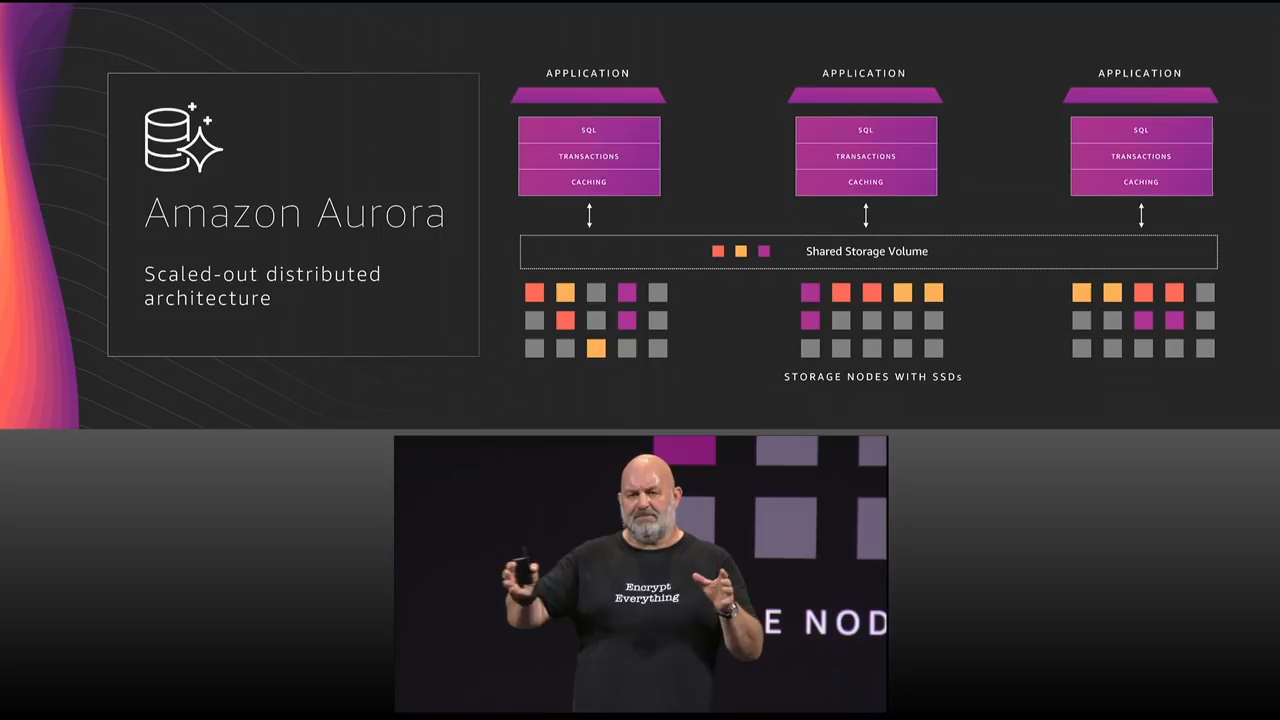 Amazon Aurora
Scaled-out distributed
architecture
APPLICATION
SQL
TRANSACTIONS
CACHING
APPLICATION
SQL
TRANSACTIONS
CACHING
APPLICATION
SQL
TRANSACTIONS
CACHING
Shared Storage Volume
STORAGE NODES WITH SSDs
Encrypt
Everything
E NOD